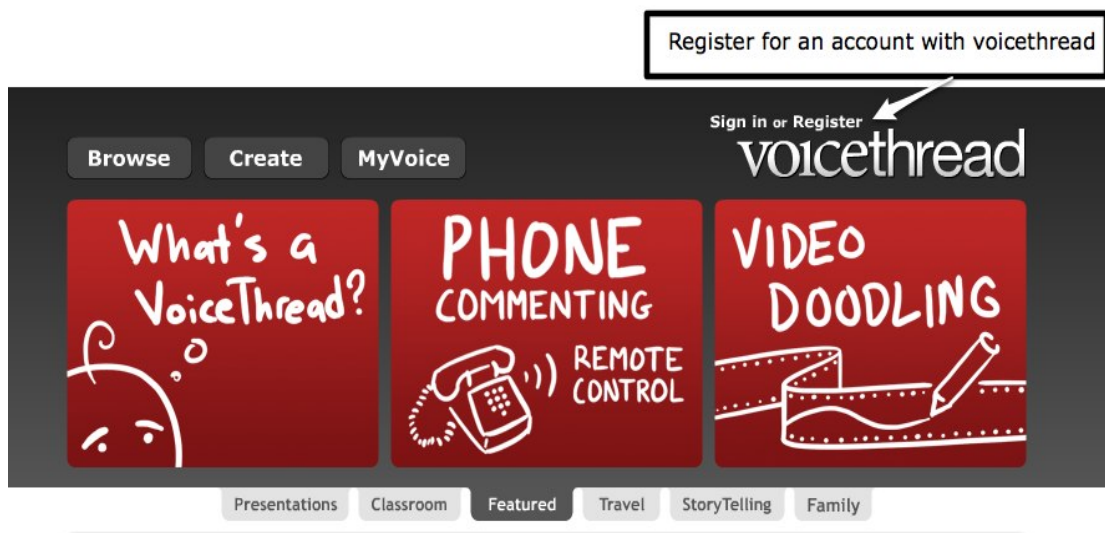 Register for an account with voicethread
Sign in or Register
voicethread
Browse Create MyVoice
What's a
VoiceThread?
PHONE
COMMENTING
REMOTE
CONTROL
VIDEO
DOODLING
Presentations Classroom Featured Travel StoryTelling Family